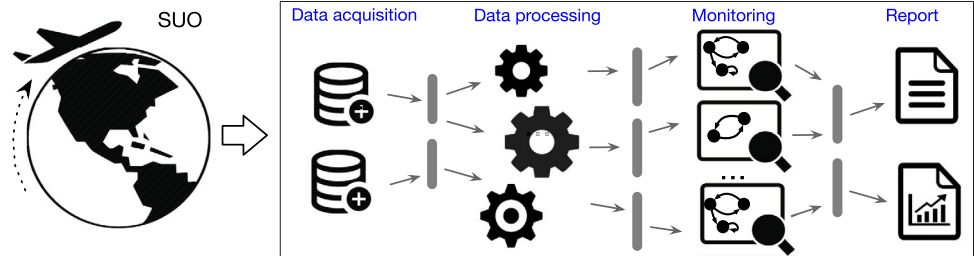 SUO
Data acquisition
Data processing
Monitoring
Report
...